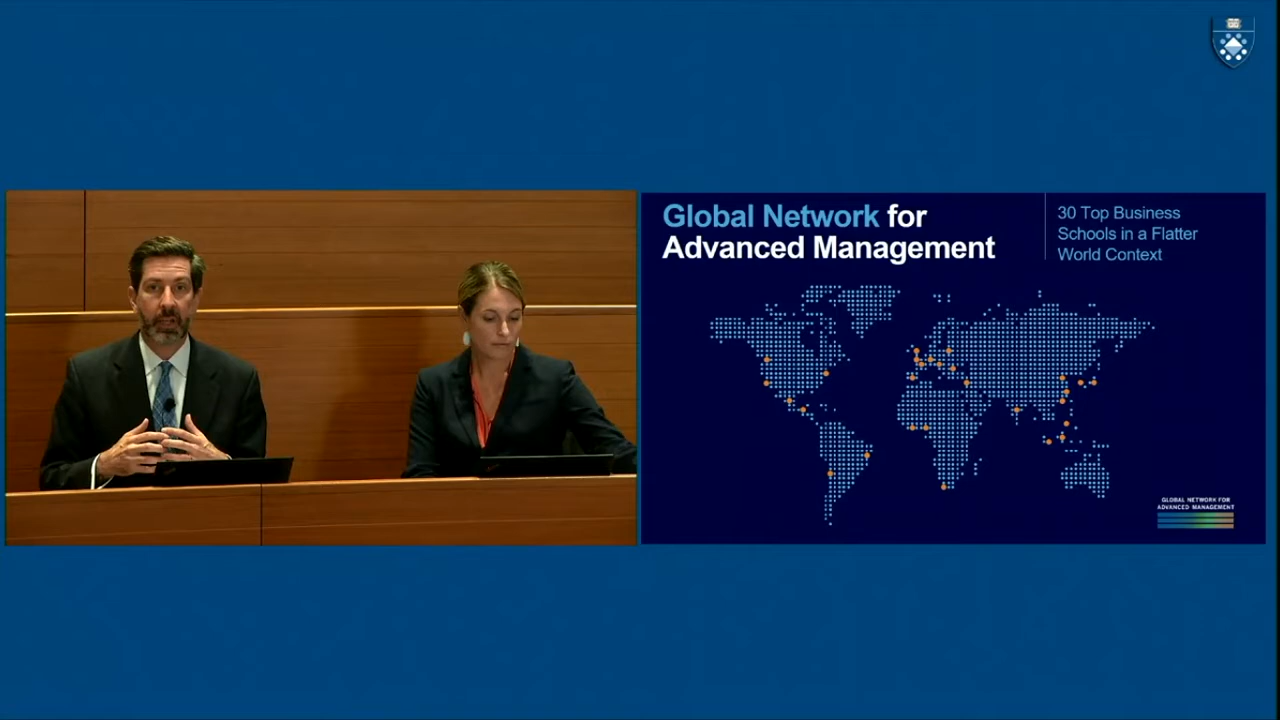 Global Network for
Advanced Management
30 Top Business
Schools in a Flatter
World Context
GLOBAL NETWORK FOR
ADVANCED MANAGEMENT